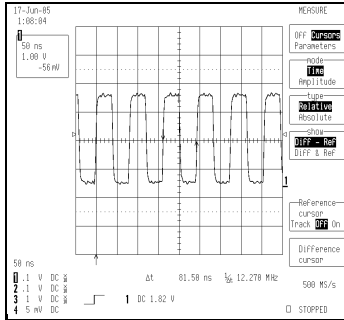 17-Jun-05
1:08:04
1
50 ns
1.00 V
-56mV
MEASURE
Off Cursors
Parameters
mode
Time
Amplitude
type
Relative
Absolute
show
Diff - Ref
Diff & Ref
1
Reference
cursor
Track Off On
Difference
cursor
50 ns
1 .1 V DC
2 .1 V DC
3 1 V DC
4 5 mV DC
Δt 81.50 ns 1/Δt 12.270 MHz
1 DC 1.82 V
500 MS/s
STOPPED